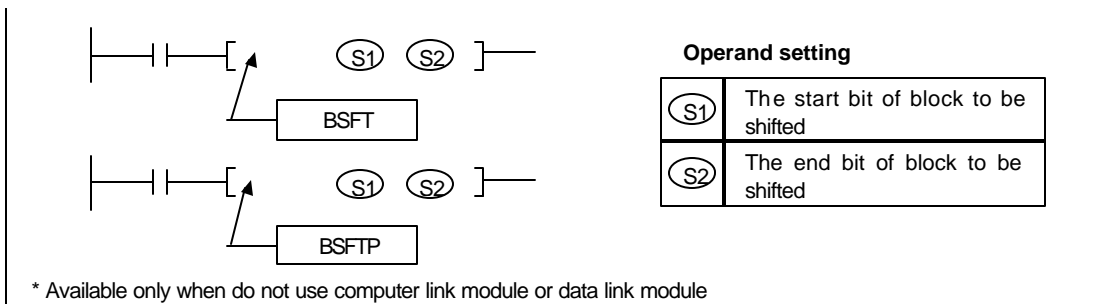 S1 S2
BSFT
S1 S2
BSFTP
Operand setting
S1 The start bit of block to be
shifted
S2 The end bit of block to be
shifted
* Available only when do not use computer link module or data link module